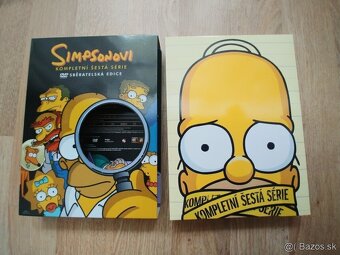 SIMPSONOVI
KOMPLETNÍ ŠESTÁ SÉRIE
DVD SBĚRATELSKÁ EDICE
KOMPLETNÍ ŠESTÁ SÉRIE
© Bazos.sk